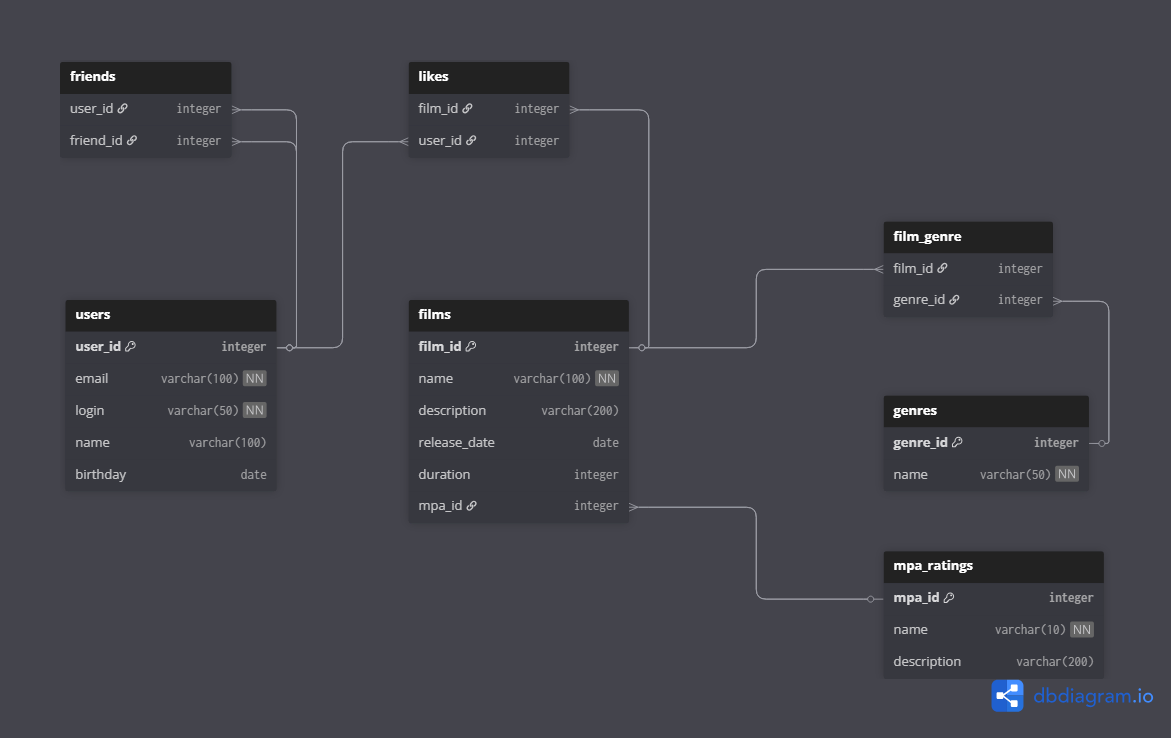 friends
user_id integer
friend_id integer
likes
film_id integer
user_id integer
film_genre
film_id integer
genre_id integer
users
user_id integer
email varchar(100) NN
login varchar(50) NN
name varchar(100)
birthday date
films
film_id integer
name varchar(100) NN
description varchar(200)
release_date date
duration integer
mpa_id integer
genres
genre_id integer
name varchar(50) NN
mpa_ratings
mpa_id integer
name varchar(10) NN
description varchar(200)
dbdiagram.io